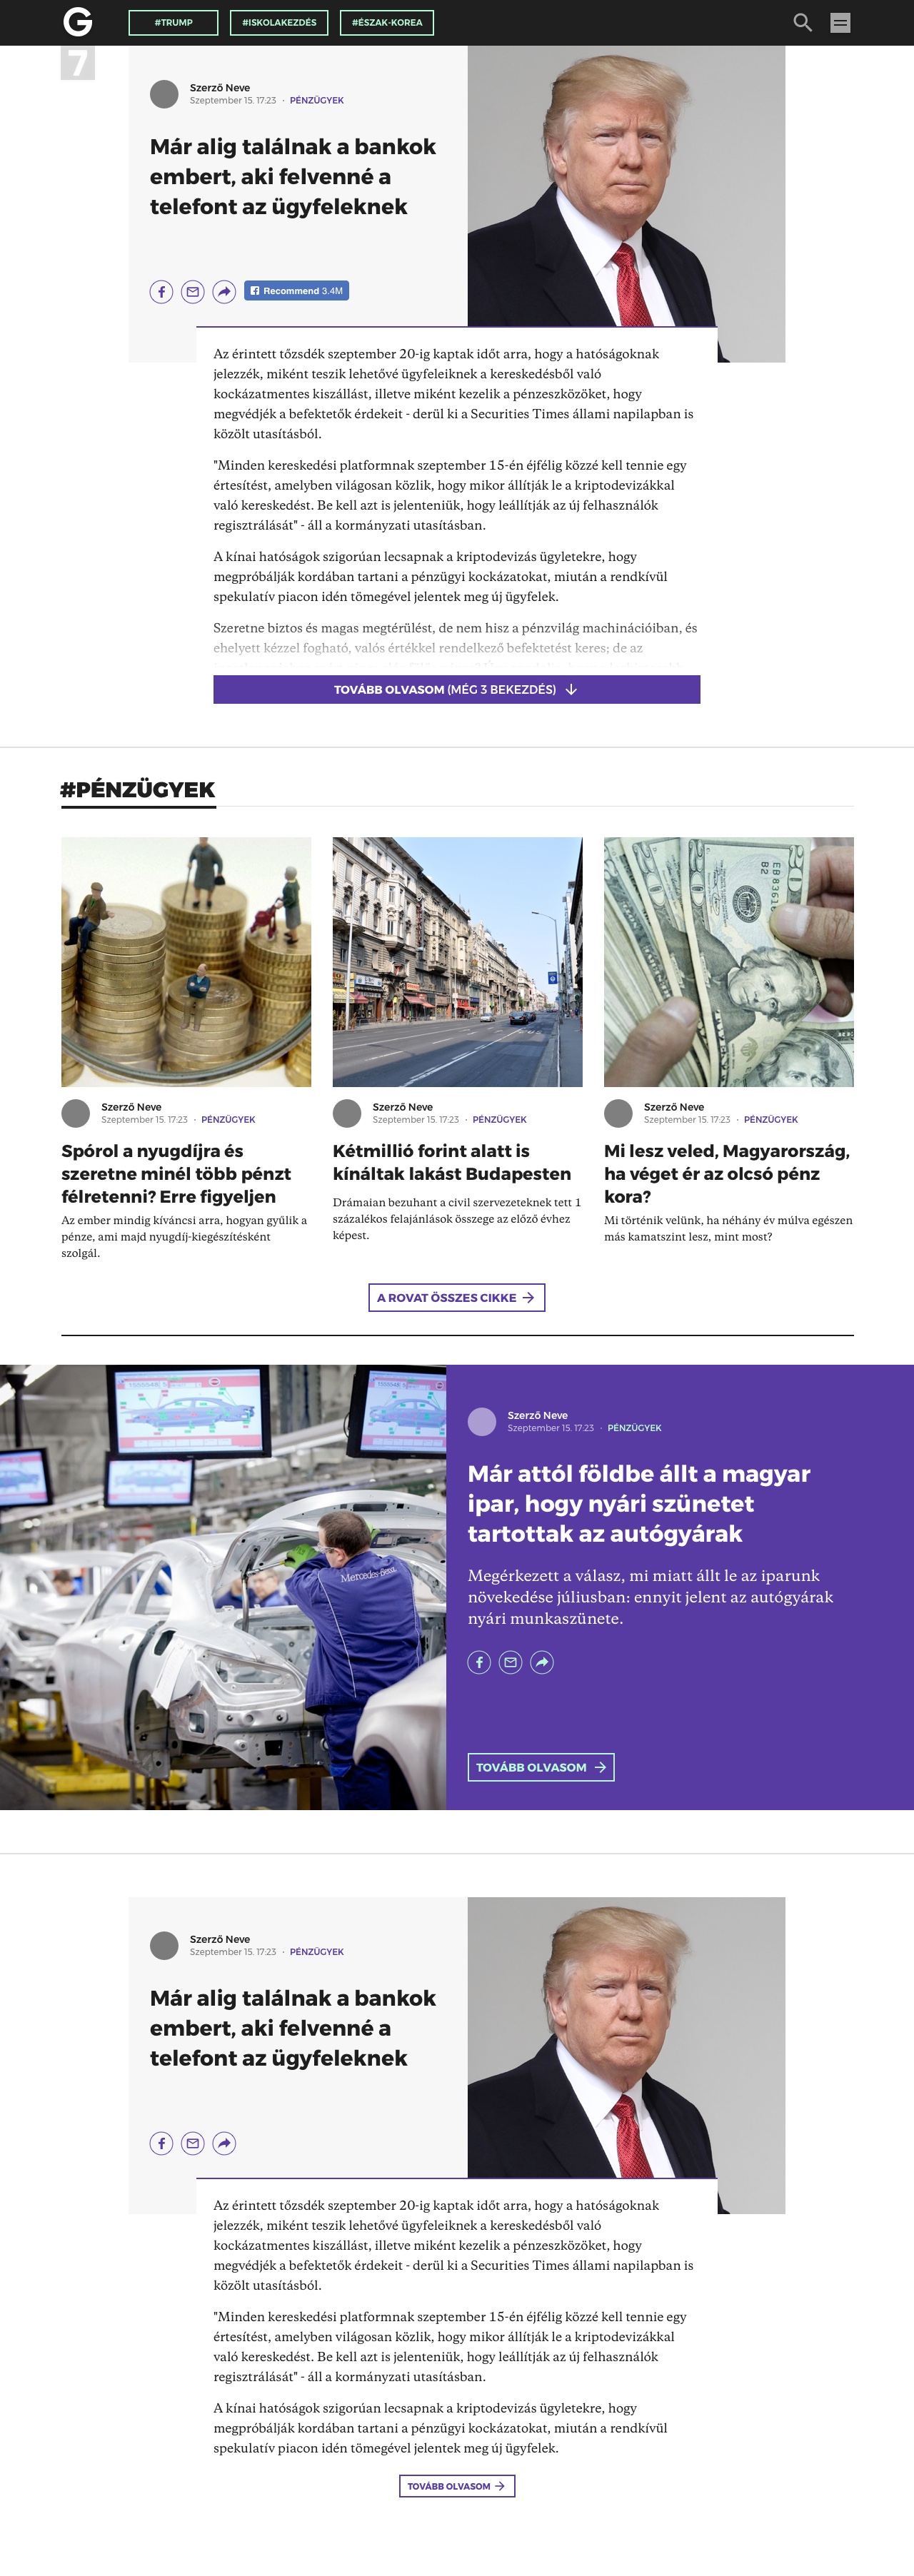 G
#TRUMP
#ISKOLAKEZDÉS
#ÉSZAK-KOREA
7
Szerző Neve
Szeptember 15. 17:23 · PÉNZÜGYEK
Már alig találnak a bankok
embert, aki felvenné a
telefont az ügyfeleknek
Recommend 3.4M
Az érintett tőzsdék szeptember 20-ig kaptak időt arra, hogy a hatóságoknak
jelezzék, miként teszik lehetővé ügyfeleiknek a kereskedésből való
kockázatmentes kiszállást, illetve miként kezelik a pénzeszközöket, hogy
megvédjék a befektetők érdekeit - derül ki a Securities Times állami napilapban is
közölt utasításból.
"Minden kereskedési platformnak szeptember 15-én éjfélig közzé kell tennie egy
értesítést, amelyben világosan közlik, hogy mikor állítják le a kriptodevizákkal
való kereskedést. Be kell azt is jelenteniük, hogy leállítják az új felhasználók
regisztrálását" - áll a kormányzati utasításban.
A kínai hatóságok szigorúan lecsapnak a kriptodevizás ügyletekre, hogy
megpróbálják kordában tartani a pénzügyi kockázatokat, miután a rendkívül
spekulatív piacon idén tömegével jelentek meg új ügyfelek.
Szeretne biztos és magas megtérülést, de nem hisz a pénzvilág machinációiban, és
ehelyett kézzel fogható, valós értékkel rendelkező befektetést keres; de az
TOVÁBB OLVASOM (MÉG 3 BEKEZDÉS)
#PÉNZÜGYEK
Szerző Neve
Szeptember 15. 17:23 · PÉNZÜGYEK
Spórol a nyugdíjra és
szeretne minél több pénzt
félretenni? Erre figyeljen
Az ember mindig kíváncsi arra, hogyan gyűlik a
pénze, ami majd nyugdíj-kiegészítésként
szolgál.
Szerző Neve
Szeptember 15. 17:23 · PÉNZÜGYEK
Kétmillió forint alatt is
kínáltak lakást Budapesten
Drámaian bezuhant a civil szervezeteknek tett 1
százalékos felajánlások összege az előző évhez
képest.
Szerző Neve
Szeptember 15. 17:23 · PÉNZÜGYEK
Mi lesz veled, Magyarország,
ha véget ér az olcsó pénz
kora?
Mi történik velünk, ha néhány év múlva egészen
más kamatszint lesz, mint most?
A ROVAT ÖSSZES CIKKE
Mercedes-Benz
Szerző Neve
Szeptember 15. 17:23 · PÉNZÜGYEK
Már attól földbe állt a magyar
ipar, hogy nyári szünetet
tartottak az autógyárak
Megérkezett a válasz, mi miatt állt le az iparunk
növekedése júliusban: ennyit jelent az autógyárak
nyári munkaszünete.
TOVÁBB OLVASOM
Szerző Neve
Szeptember 15. 17:23 · PÉNZÜGYEK
Már alig találnak a bankok
embert, aki felvenné a
telefont az ügyfeleknek
Az érintett tőzsdék szeptember 20-ig kaptak időt arra, hogy a hatóságoknak
jelezzék, miként teszik lehetővé ügyfeleiknek a kereskedésből való
kockázatmentes kiszállást, illetve miként kezelik a pénzeszközöket, hogy
megvédjék a befektetők érdekeit - derül ki a Securities Times állami napilapban is
közölt utasításból.
"Minden kereskedési platformnak szeptember 15-én éjfélig közzé kell tennie egy
értesítést, amelyben világosan közlik, hogy mikor állítják le a kriptodevizákkal
való kereskedést. Be kell azt is jelenteniük, hogy leállítják az új felhasználók
regisztrálását" - áll a kormányzati utasításban.
A kínai hatóságok szigorúan lecsapnak a kriptodevizás ügyletekre, hogy
megpróbálják kordában tartani a pénzügyi kockázatokat, miután a rendkívül
spekulatív piacon idén tömegével jelentek meg új ügyfelek.
TOVÁBB OLVASOM